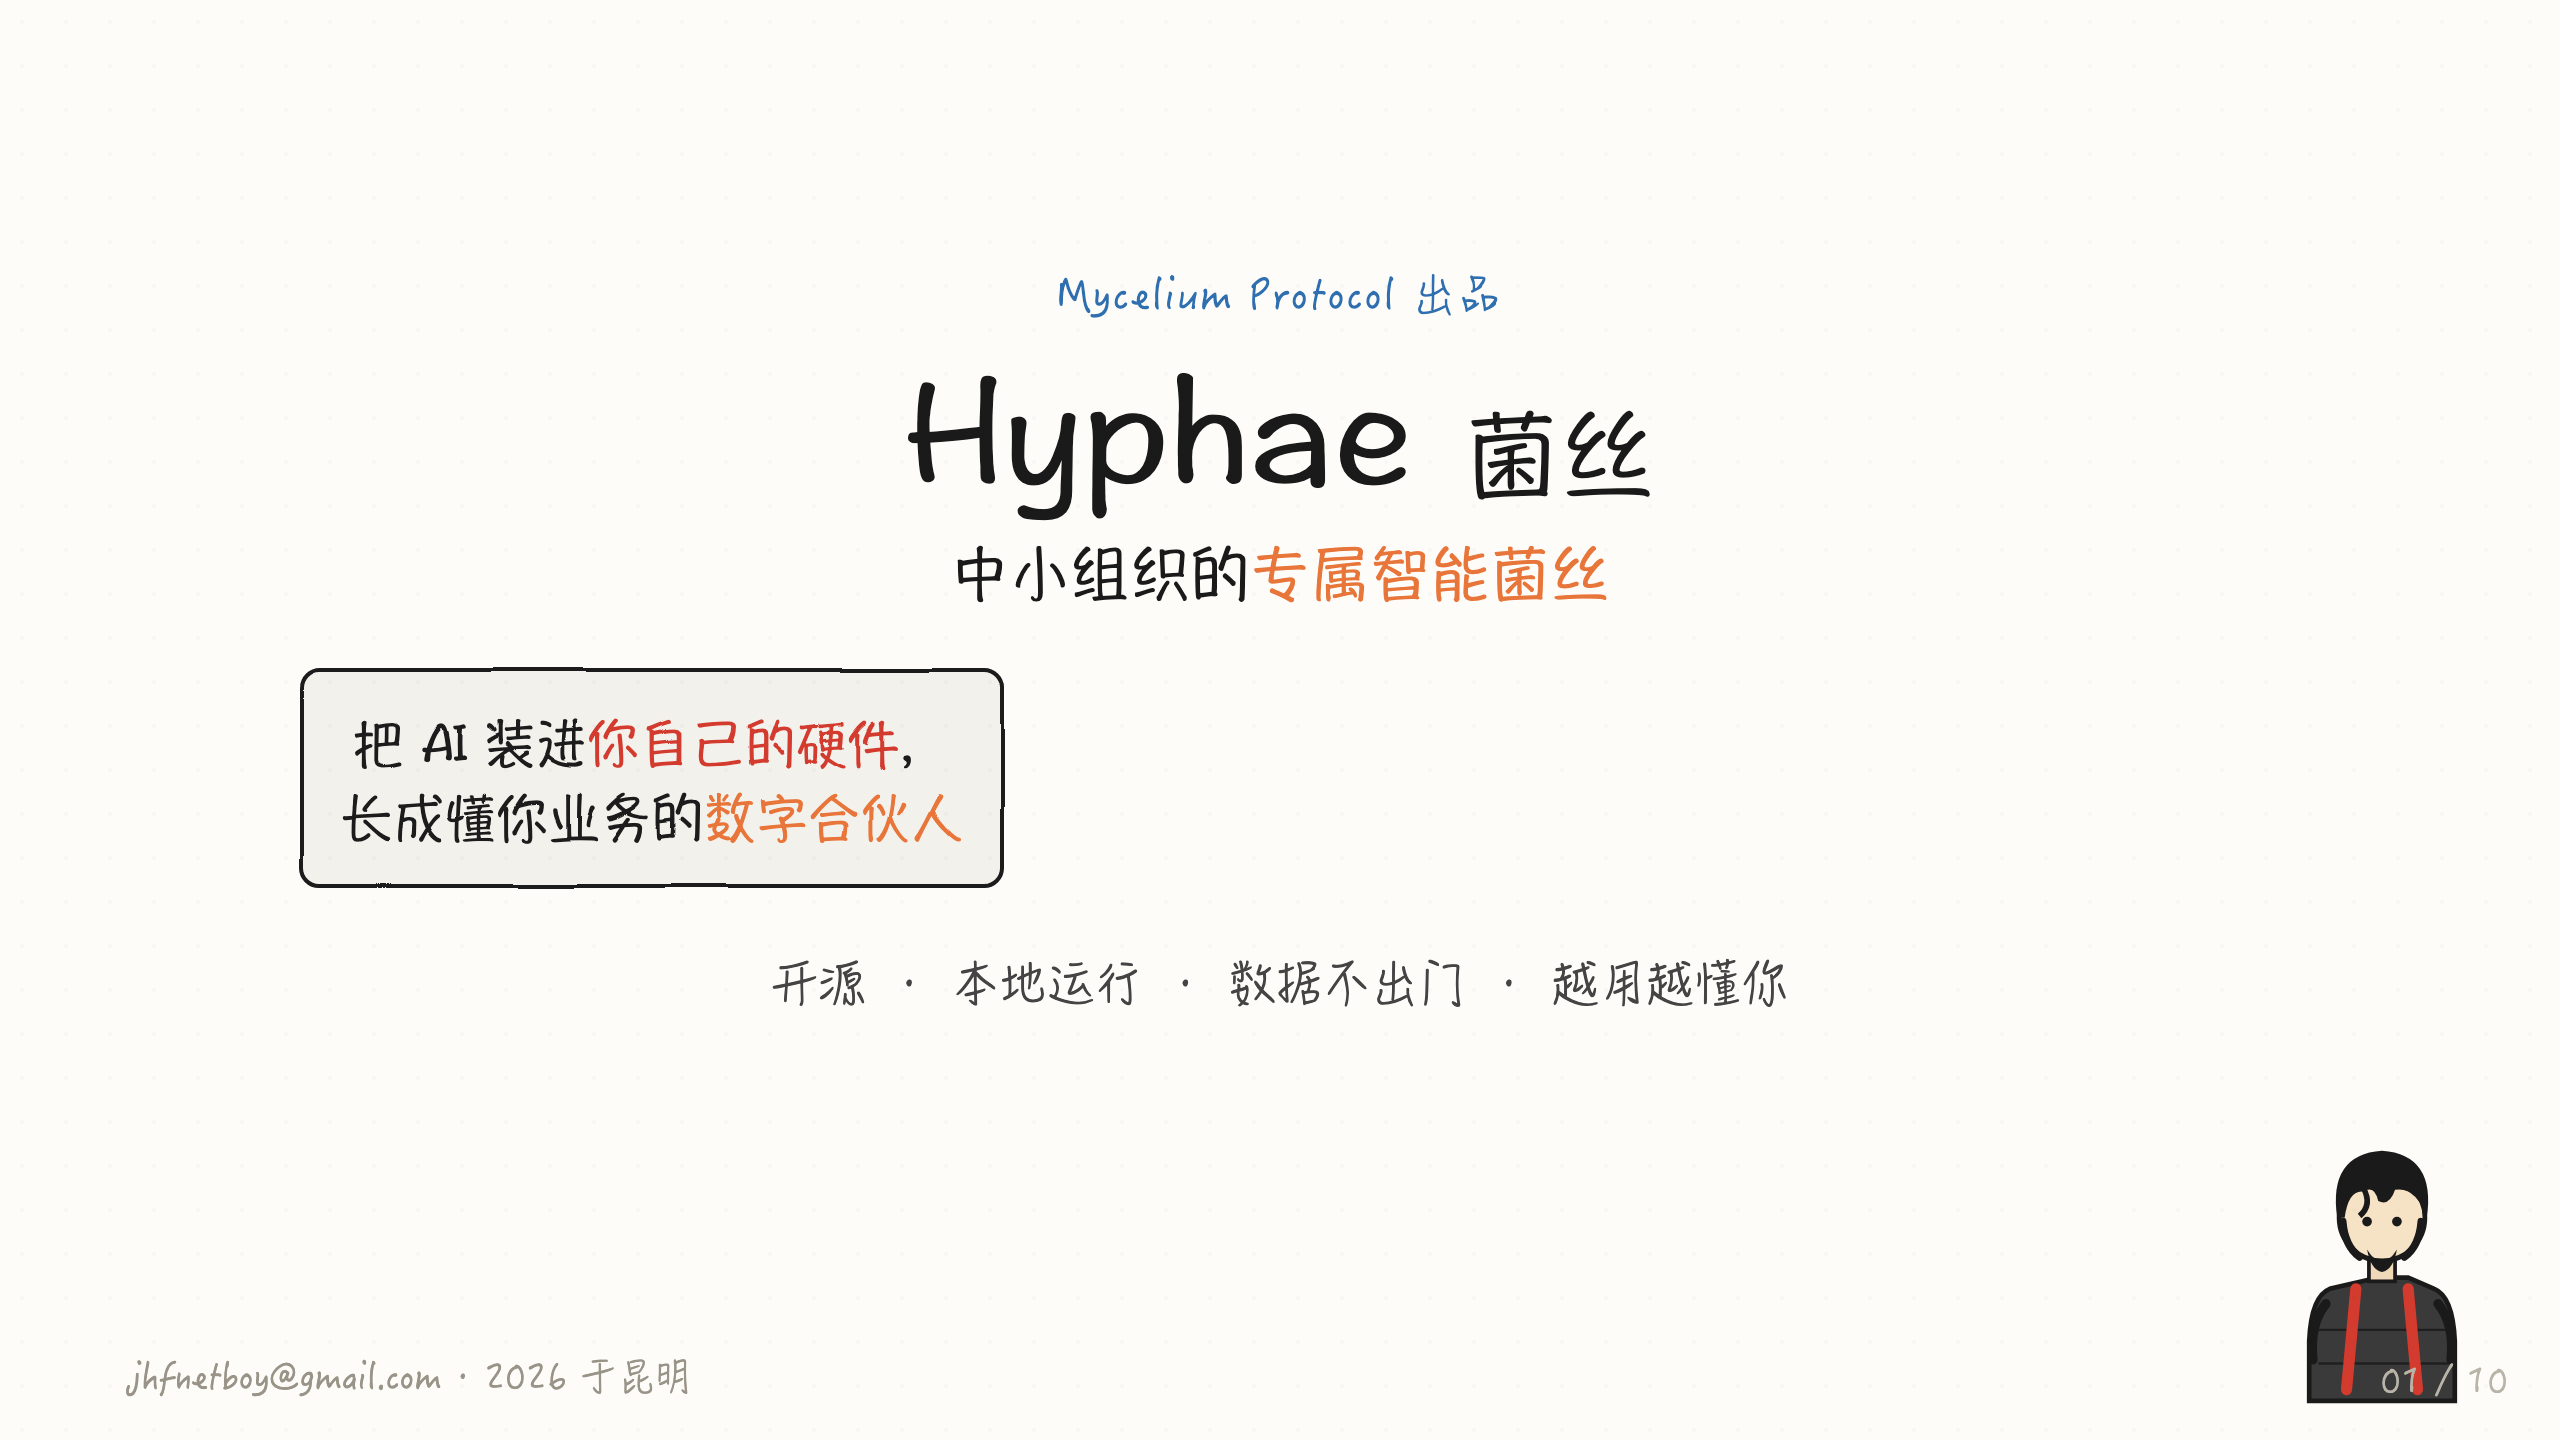 Mycelium Protocol 出品
Hyphae 菌丝
中小组织的专属智能菌丝
把 AI 装进你自己的硬件,
长成懂你业务的数字合伙人
开源 · 本地运行 · 数据不出门 · 越用越懂你
jhfnetboy@gmail.com · 2026 于昆明
01 / 10